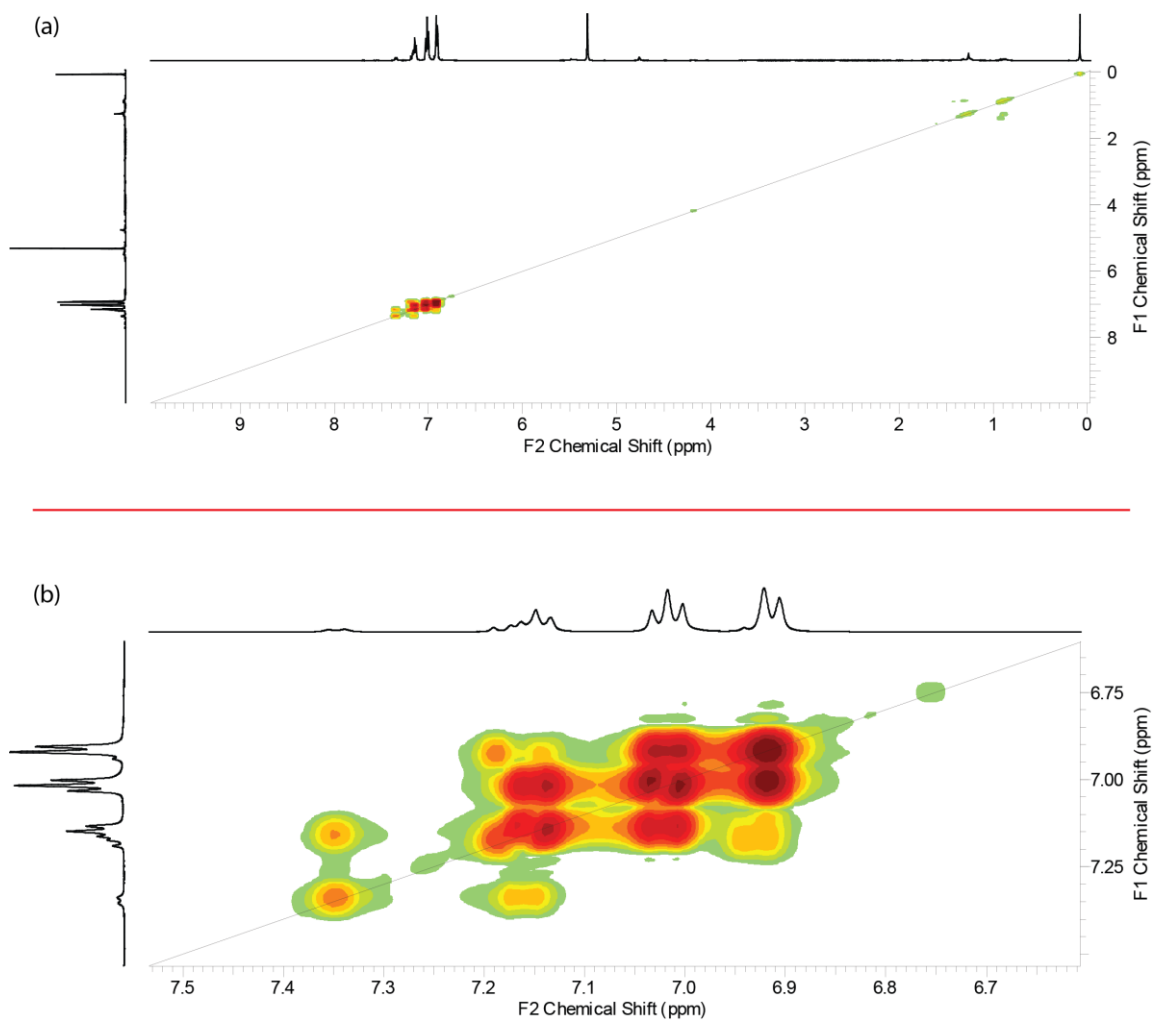 (a)
0
2
4
6
8
F1 Chemical Shift (ppm)
9 8 7 6 5 4 3 2 1 0
F2 Chemical Shift (ppm)
(b)
6.75
7.00
7.25
F1 Chemical Shift (ppm)
7.5 7.4 7.3 7.2 7.1 7.0 6.9 6.8 6.7
F2 Chemical Shift (ppm)